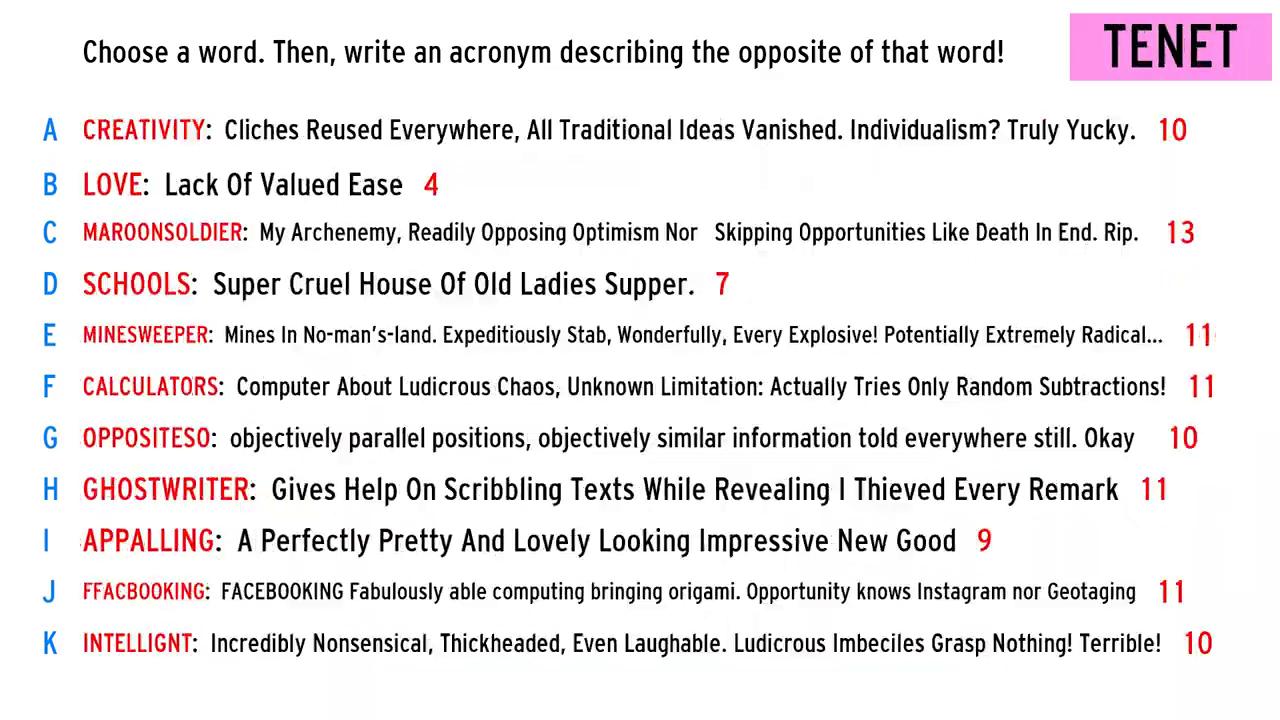 Choose a word. Then, write an acronym describing the opposite of that word!
TENET
A CREATIVITY: Cliches Reused Everywhere, All Traditional Ideas Vanished. Individualism? Truly Yucky. 10
B LOVE: Lack Of Valued Ease 4
C MAROONSOLDIER: My Archenemy, Readily Opposing Optimism Nor Skipping Opportunities Like Death In End. Rip. 13
D SCHOOLS: Super Cruel House Of Old Ladies Supper. 7
E MINESWEEPER: Mines In No-man's-land. Expeditiously Stab, Wonderfully, Every Explosive! Potentially Extremely Radical... 11
F CALCULATORS: Computer About Ludicrous Chaos, Unknown Limitation: Actually Tries Only Random Subtractions! 11
G OPPOSITESO: objectively parallel positions, objectively similar information told everywhere still. Okay 10
H GHOSTWRITER: Gives Help On Scribbling Texts While Revealing I Thieved Every Remark 11
I APPALLING: A Perfectly Pretty And Lovely Looking Impressive New Good 9
J FFACBOOKING: FACEBOOKING Fabulously able computing bringing origami. Opportunity knows Instagram nor Geotaging 11
K INTELLIGNT: Incredibly Nonsensical, Thickheaded, Even Laughable. Ludicrous Imbeciles Grasp Nothing! Terrible! 10